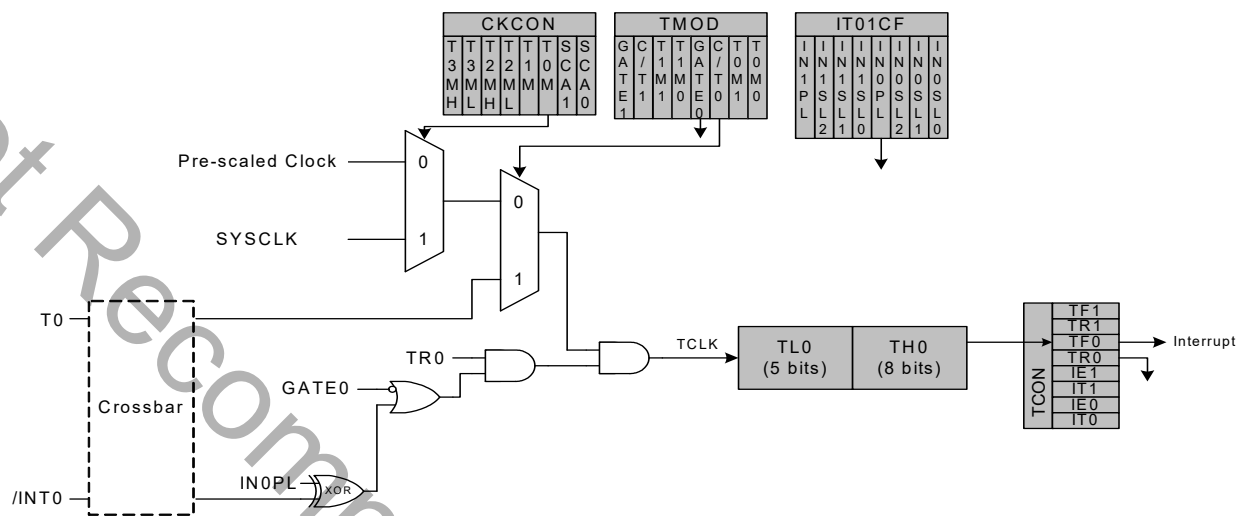 CKCON
T3MH T3ML T2MH T2ML T1M T0M SCA1 SCA0
TMOD
GATE1 C/T1 T1M1 T1M0 GATE0 C/T0 T0M1 T0M0
IT01CF
IN1PL IN1SL2 IN1SL1 IN1SL0 IN0PL IN0SL2 IN0SL1 IN0SL0
Pre-scaled Clock
0
SYSCLK
1
0
1
T0
Crossbar
/INT0
TR0
GATE0
IN0PL
XOR
TCLK
TL0
(5 bits)
TH0
(8 bits)
TCON
TF1
TR1
TF0
TR0
IE1
IT1
IE0
IT0
Interrupt